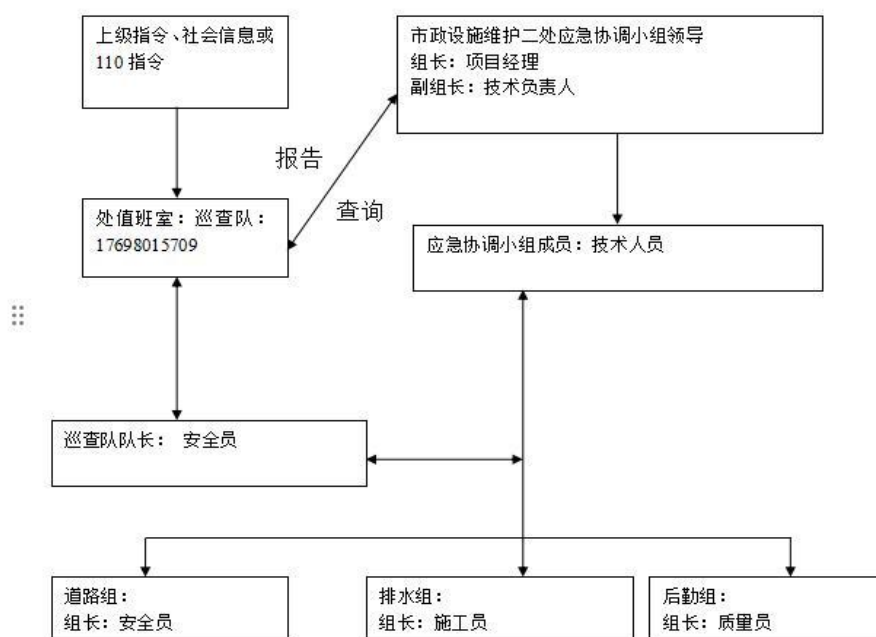 上级指令、社会信息或
110 指令
市政设施维护二处应急协调小组领导
组长：项目经理
副组长：技术负责人
报告
查询
处值班室：巡查队：
17698015709
应急协调小组成员：技术人员
巡查队队长： 安全员
道路组：
组长：安全员
排水组：
组长：施工员
后勤组：
组长：质量员